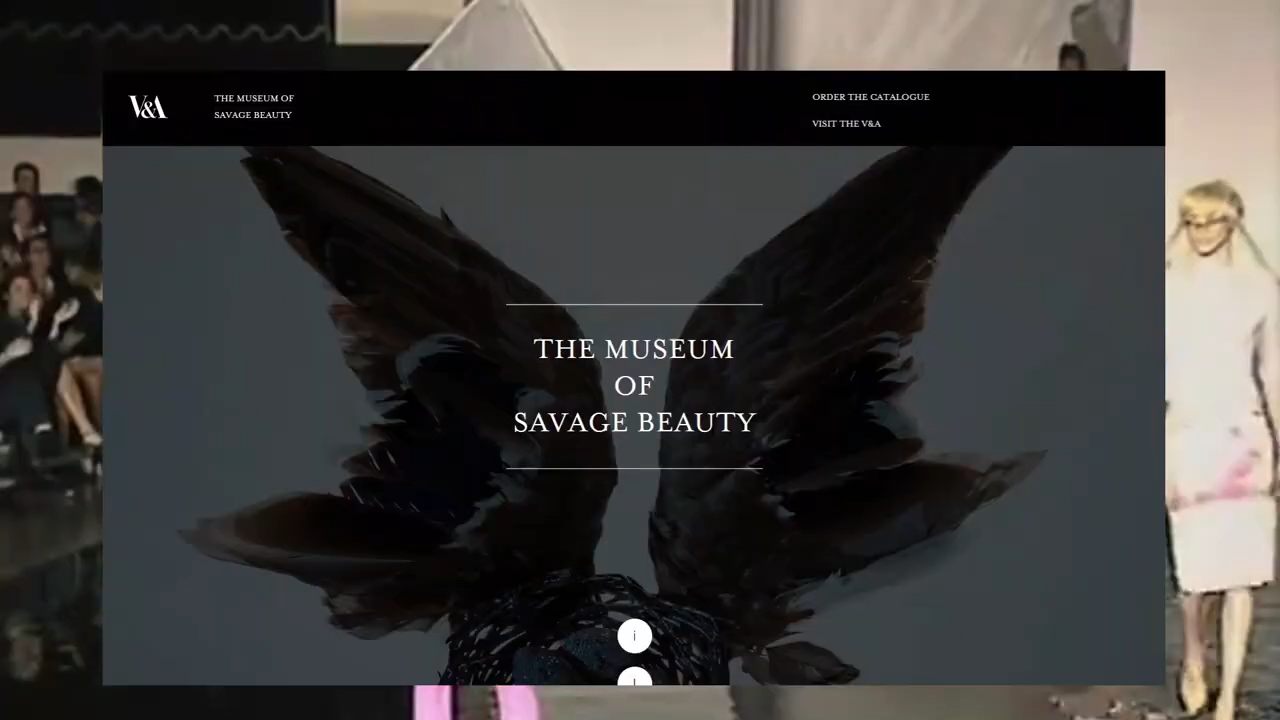 V&A
THE MUSEUM OF
SAVAGE BEAUTY
ORDER THE CATALOGUE
VISIT THE V&A
THE MUSEUM
OF
SAVAGE BEAUTY
i